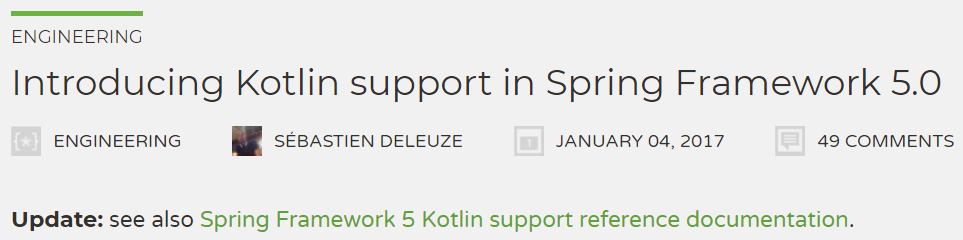 ENGINEERING
Introducing Kotlin support in Spring Framework 5.0
ENGINEERING SÉBASTIEN DELEUZE JANUARY 04, 2017 49 COMMENTS
Update: see also Spring Framework 5 Kotlin support reference documentation.